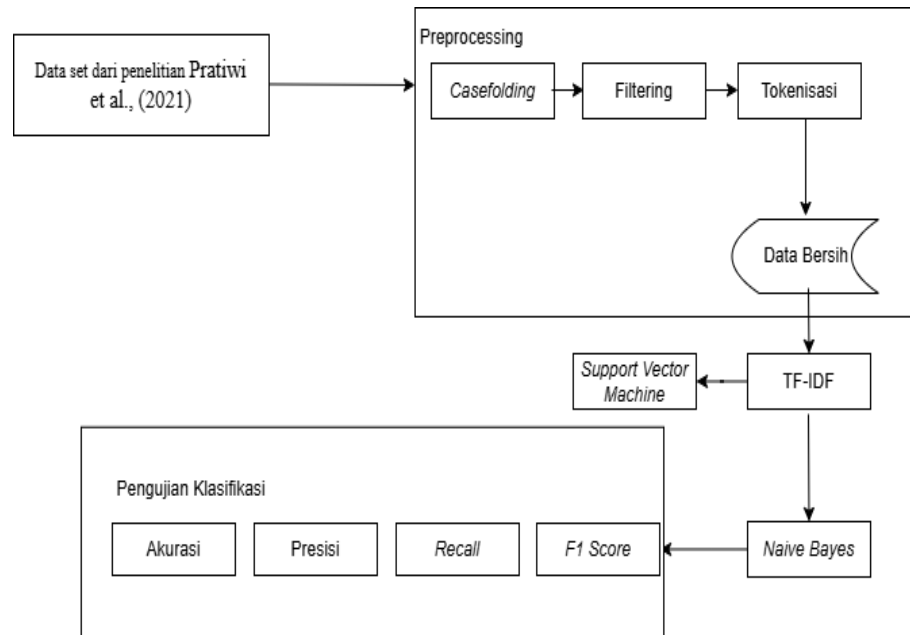 Data set dari penelitian Pratiwi
et al., (2021)
Preprocessing
Casefolding
Filtering
Tokenisasi
Data Bersih
Support Vector
Machine
TF-IDF
Pengujian Klasifikasi
Akurasi
Presisi
Recall
F1 Score
Naive Bayes